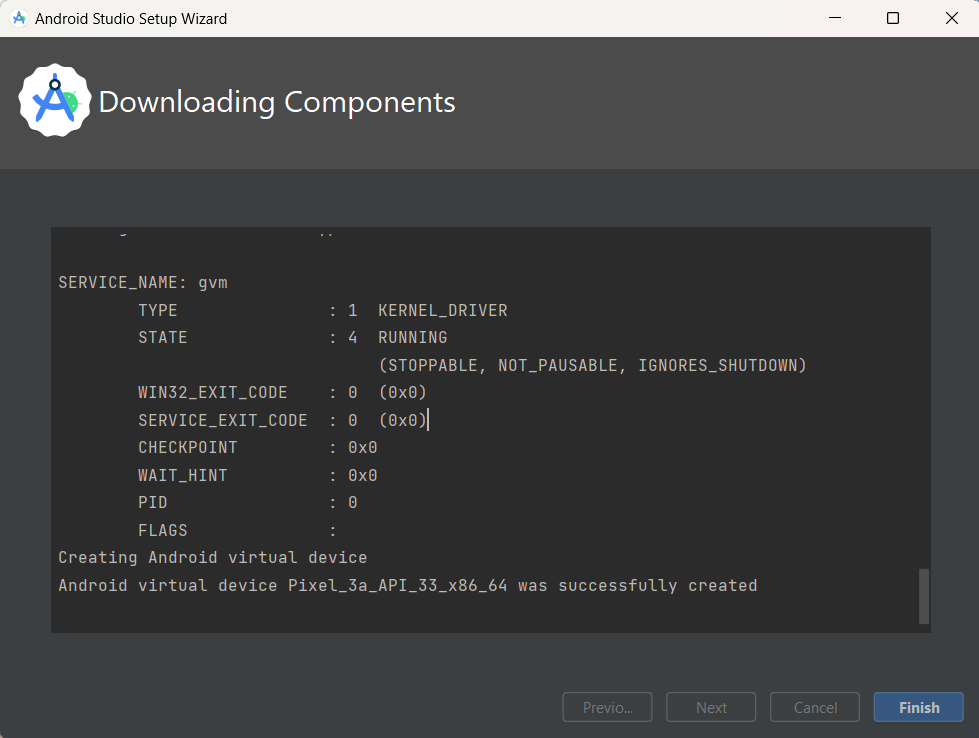 Android Studio Setup Wizard
Downloading Components
SERVICE_NAME: gvm
TYPE : 1 KERNEL_DRIVER
STATE : 4 RUNNING
(STOPPABLE, NOT_PAUSABLE, IGNORES_SHUTDOWN)
WIN32_EXIT_CODE : 0 (0x0)
SERVICE_EXIT_CODE : 0 (0x0)
CHECKPOINT : 0x0
WAIT_HINT : 0x0
PID : 0
FLAGS :
Creating Android virtual device
Android virtual device Pixel_3a_API_33_x86_64 was successfully created
Previo... Next Cancel Finish